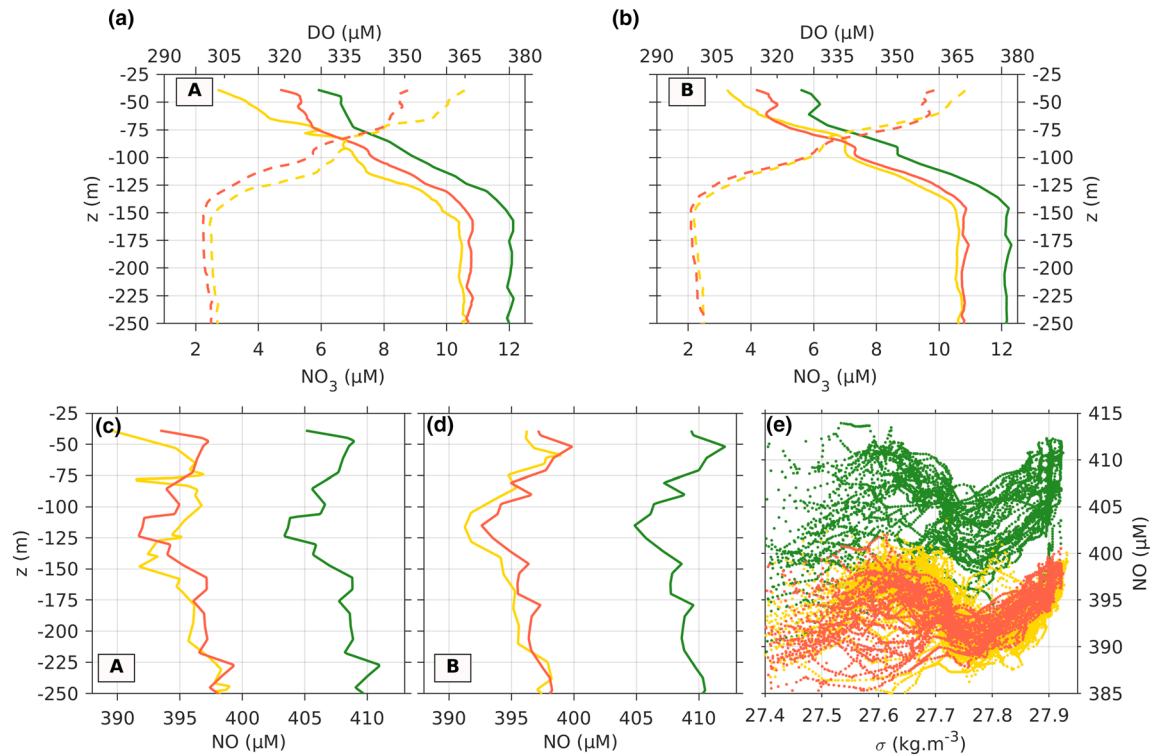 (a)
DO (µM)
290 305 320 335 350 365 380
A
-25
-50
-75
-100
-125
-150
-175
-200
-225
-250
z (m)
2 4 6 8 10 12
NO3 (µM)
(b)
DO (µM)
290 305 320 335 350 365 380
B
-25
-50
-75
-100
-125
-150
-175
-200
-225
-250
z (m)
2 4 6 8 10 12
NO3 (µM)
(c)
-25
-50
-75
-100
-125
-150
-175
-200
-225
-250
z (m)
A
390 395 400 405 410
NO (µM)
(d)
B
390 395 400 405 410
NO (µM)
(e)
415
410
405
400
395
390
385
NO (µM)
27.4 27.5 27.6 27.7 27.8 27.9
σ (kg.m-3)